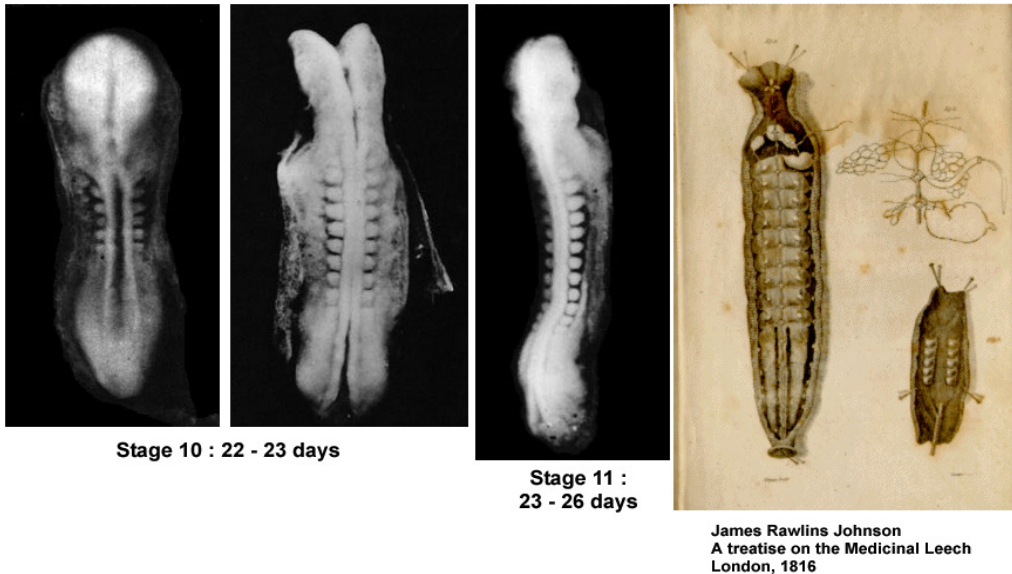 Stage 10 : 22 - 23 days
Stage 11 :
23 - 26 days
James Rawlins Johnson
A treatise on the Medicinal Leech
London, 1816